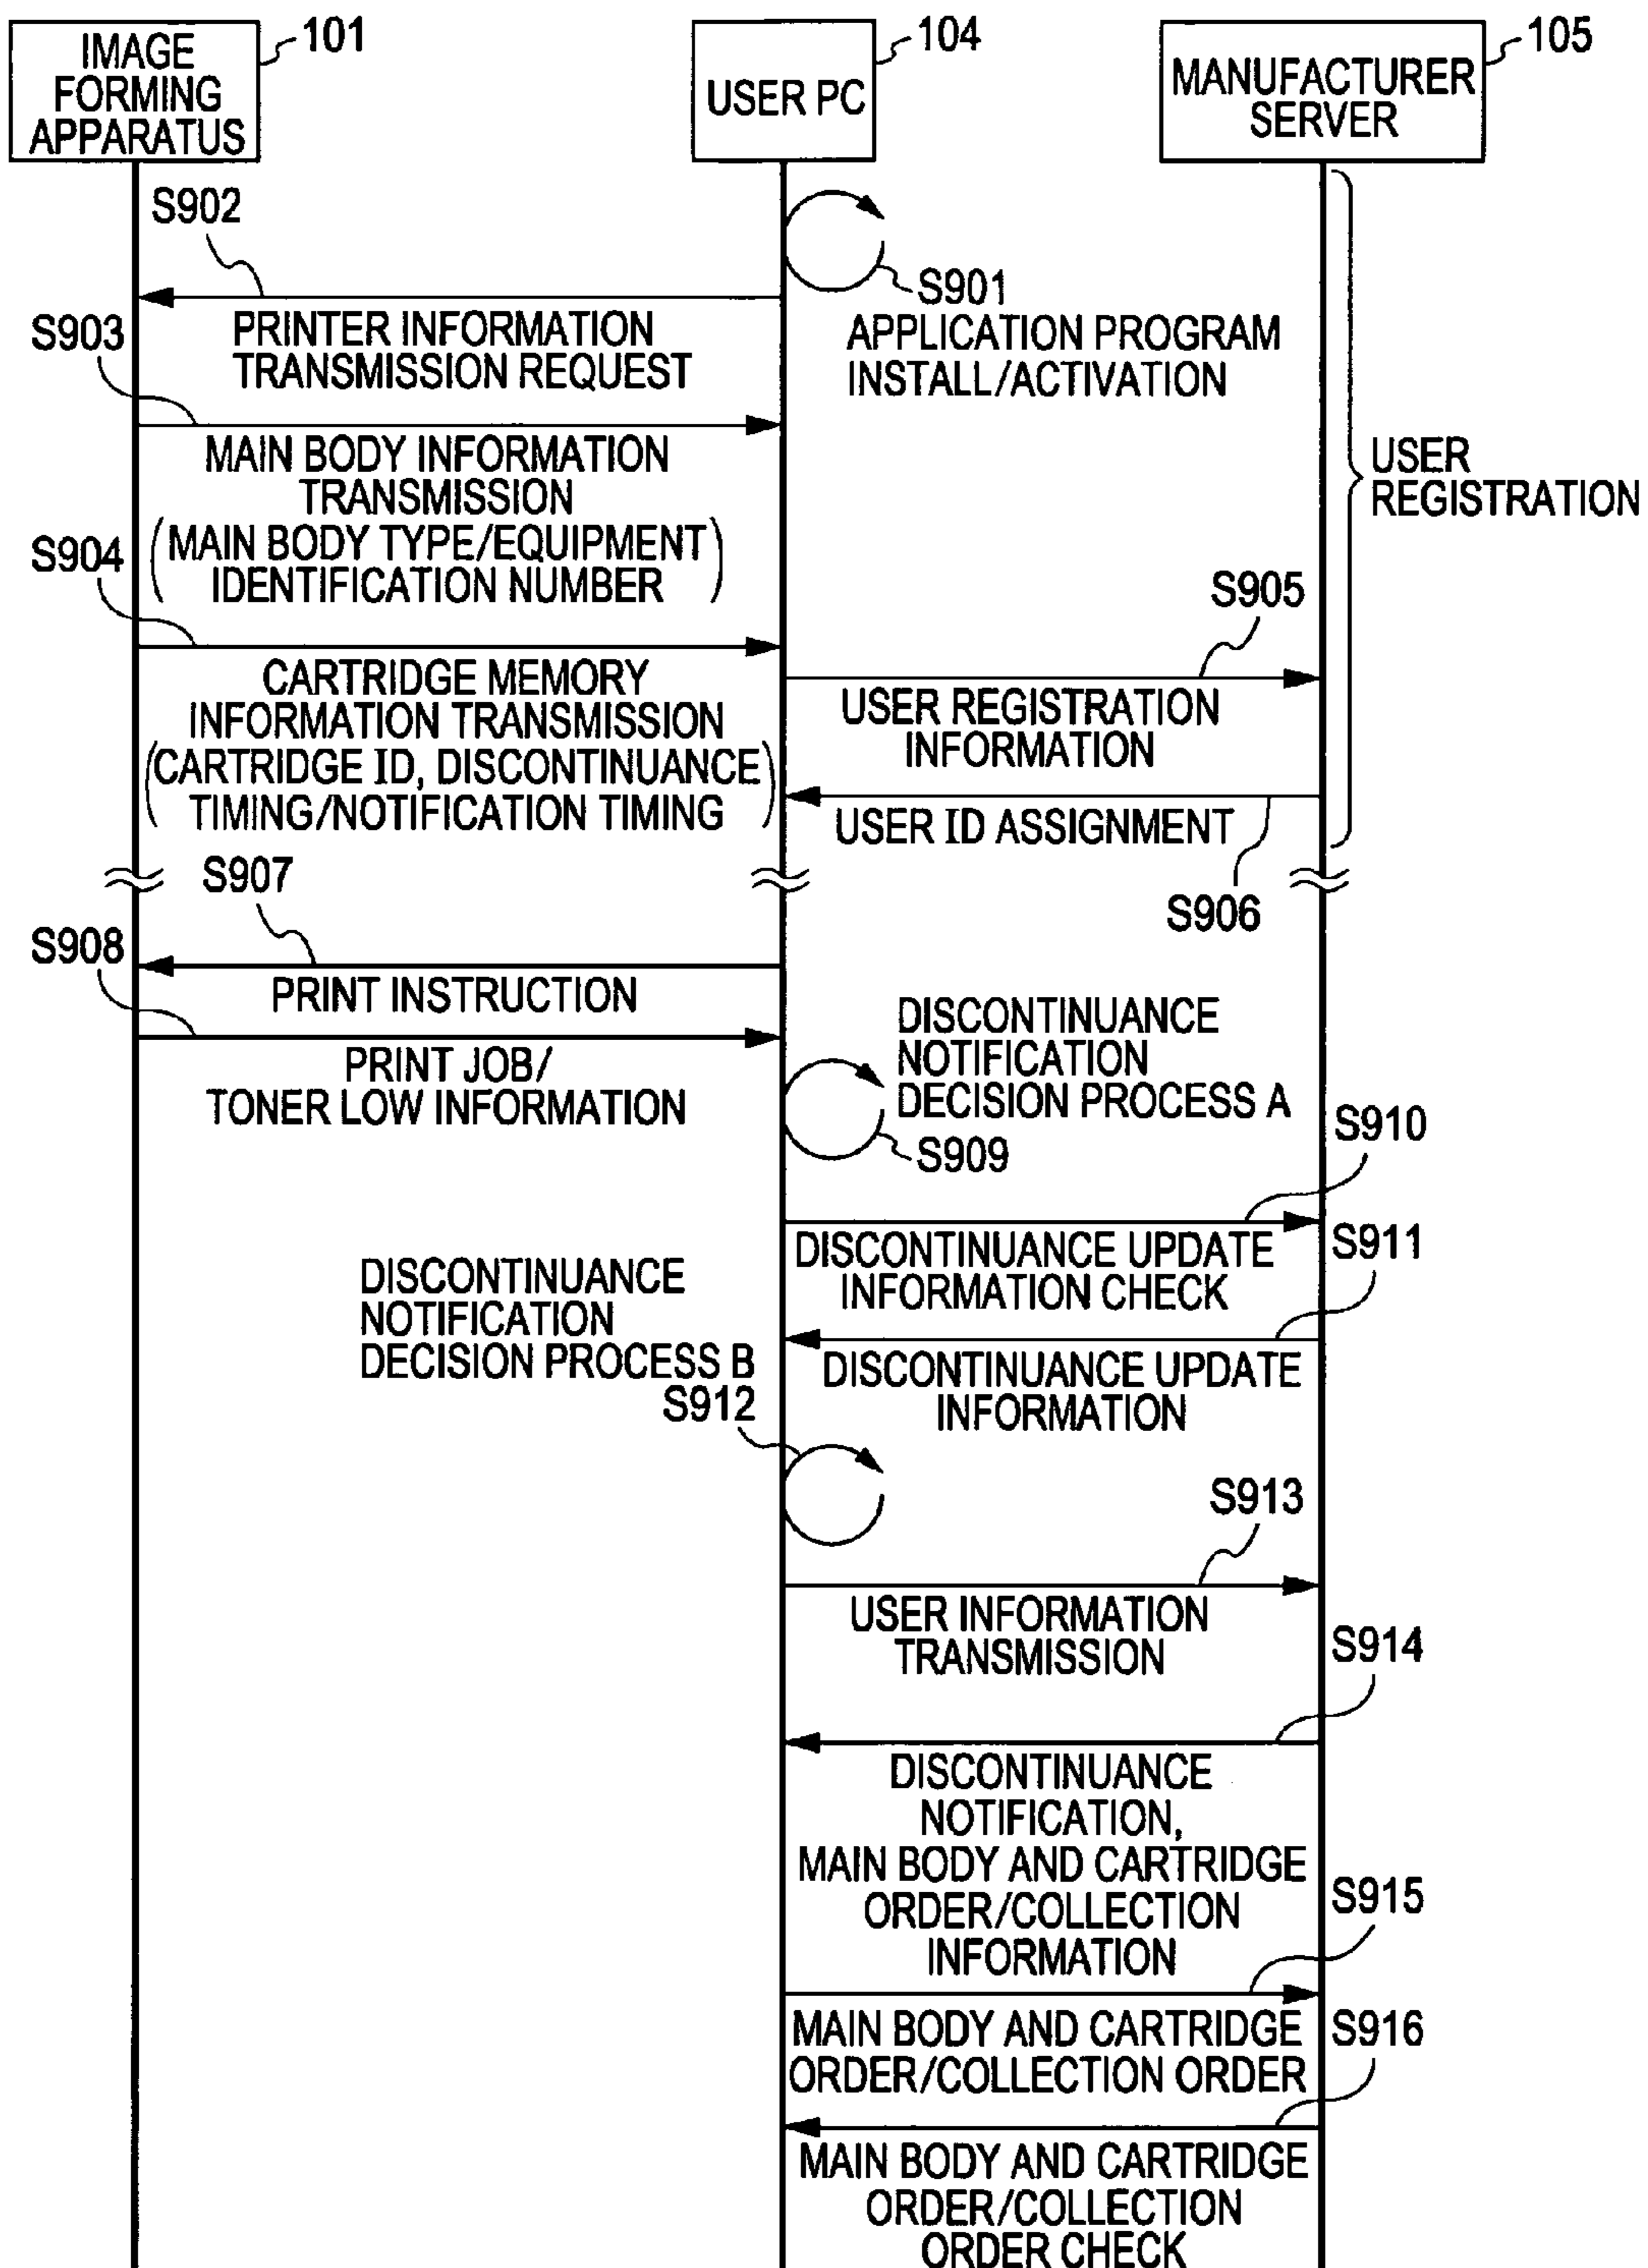 IMAGE
FORMING
APPARATUS
101
USER PC
104
MANUFACTURER
SERVER
105
S902
S901
APPLICATION PROGRAM
INSTALL/ACTIVATION
PRINTER INFORMATION
TRANSMISSION REQUEST
S903
MAIN BODY INFORMATION
TRANSMISSION
(MAIN BODY TYPE/EQUIPMENT
IDENTIFICATION NUMBER)
USER
REGISTRATION
S904
CARTRIDGE MEMORY
INFORMATION TRANSMISSION
(CARTRIDGE ID, DISCONTINUANCE
TIMING/NOTIFICATION TIMING)
S905
USER REGISTRATION
INFORMATION
USER ID ASSIGNMENT
S906
S907
PRINT INSTRUCTION
S908
PRINT JOB/
TONER LOW INFORMATION
DISCONTINUANCE
NOTIFICATION
DECISION PROCESS A
S909
S910
DISCONTINUANCE UPDATE
INFORMATION CHECK
S911
DISCONTINUANCE UPDATE
INFORMATION
DISCONTINUANCE
NOTIFICATION
DECISION PROCESS B
S912
S913
USER INFORMATION
TRANSMISSION
S914
DISCONTINUANCE
NOTIFICATION,
MAIN BODY AND CARTRIDGE
ORDER/COLLECTION
INFORMATION
S915
MAIN BODY AND CARTRIDGE
ORDER/COLLECTION ORDER
S916
MAIN BODY AND CARTRIDGE
ORDER/COLLECTION
ORDER CHECK